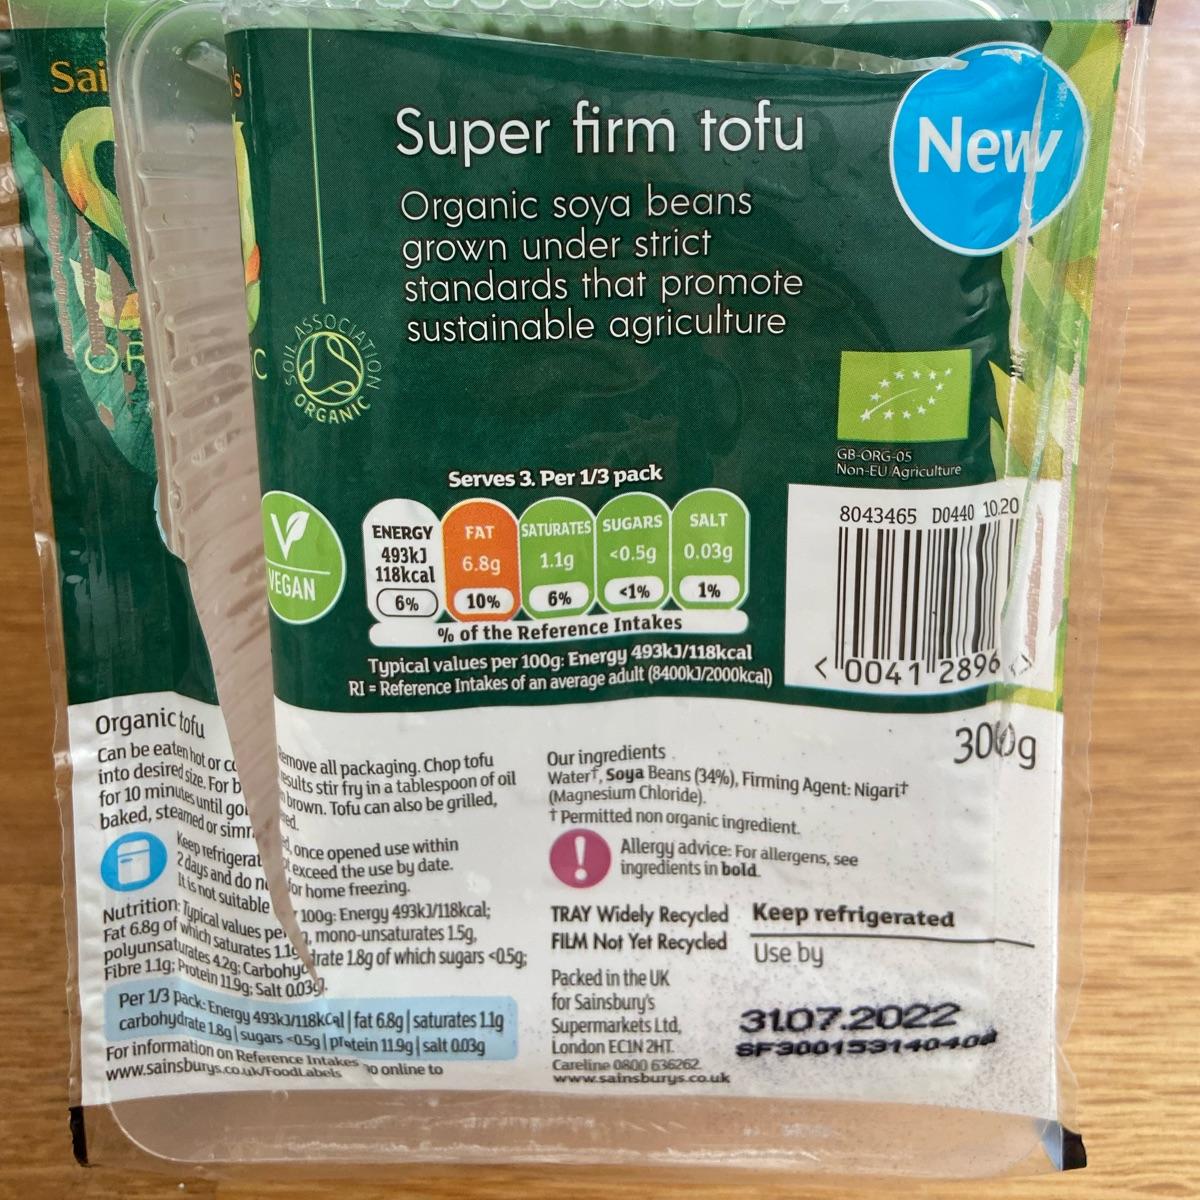 Sai
's
Super firm tofu
New
Organic soya beans
grown under strict
standards that promote
sustainable agriculture
SOIL ASSOCIATION
ORGANIC
OR
C
GB-ORG-05
Non-EU Agriculture
Serves 3. Per 1/3 pack
ENERGY
493kJ
118kcal
6%
FAT
6.8g
10%
SATURATES
1.1g
6%
SUGARS
<0.5g
<1%
SALT
0.03g
1%
VEGAN
% of the Reference Intakes
Typical values per 100g: Energy 493kJ/118kcal
RI = Reference Intakes of an average adult (8400kJ/2000kcal)
8043465 D0440 10.20
< 0041 2896 >
300g
Organic tofu
Can be eaten hot or co
emove all packaging. Chop tofu
into desired size. For b
esults stir fry in a tablespoon of oil
for 10 minutes until gol
brown. Tofu can also be grilled,
baked, steamed or simm
ed.
Keep refrigerat
d, once opened use within
2 days and do n
t exceed the use by date.
It is not suitable
for home freezing.
Nutrition: Typical values per
100g: Energy 493kJ/118kcal;
Fat 6.8g of which saturates 1.1g
, mono-unsaturates 1.5g,
polyunsaturates 4.2g; Carbohyd
drate 1.8g of which sugars <0.5g;
Fibre 1.1g; Protein 11.9g; Salt 0.03g.
Per 1/3 pack: Energy 493kJ/118kcal | fat 6.8g | saturates 1.1g
carbohydrate 1.8g | sugars <0.5g | protein 11.9g | salt 0.03g
For information on Reference Intakes go online to
www.sainsburys.co.uk/FoodLabels
Our ingredients
Water†, Soya Beans (34%), Firming Agent: Nigari†
(Magnesium Chloride).
† Permitted non organic ingredient.
Allergy advice: For allergens, see
ingredients in bold.
TRAY Widely Recycled
FILM Not Yet Recycled
Packed in the UK
for Sainsbury's
Supermarkets Ltd,
London EC1N 2HT.
Careline 0800 636262.
www.sainsburys.co.uk
Keep refrigerated
Use by
31.07.2022